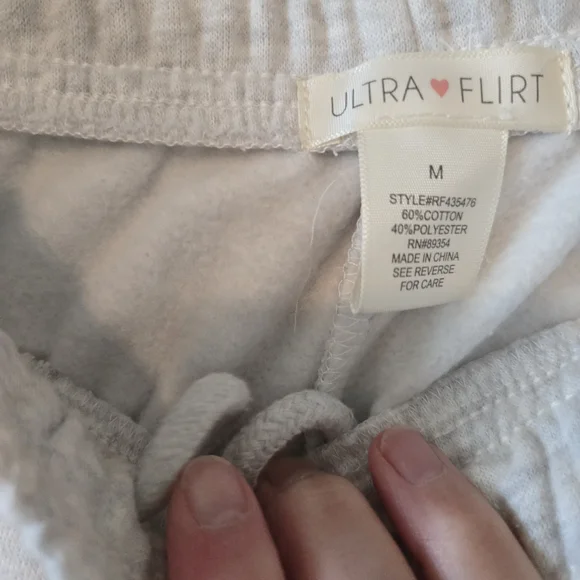 ULTRA♥FLIRT
M
STYLE#RF435476
60%COTTON
40%POLYESTER
RN#89354
MADE IN CHINA
SEE REVERSE
FOR CARE